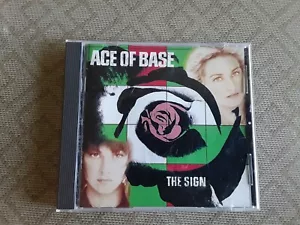 ACE OF BASE
THE SIGN